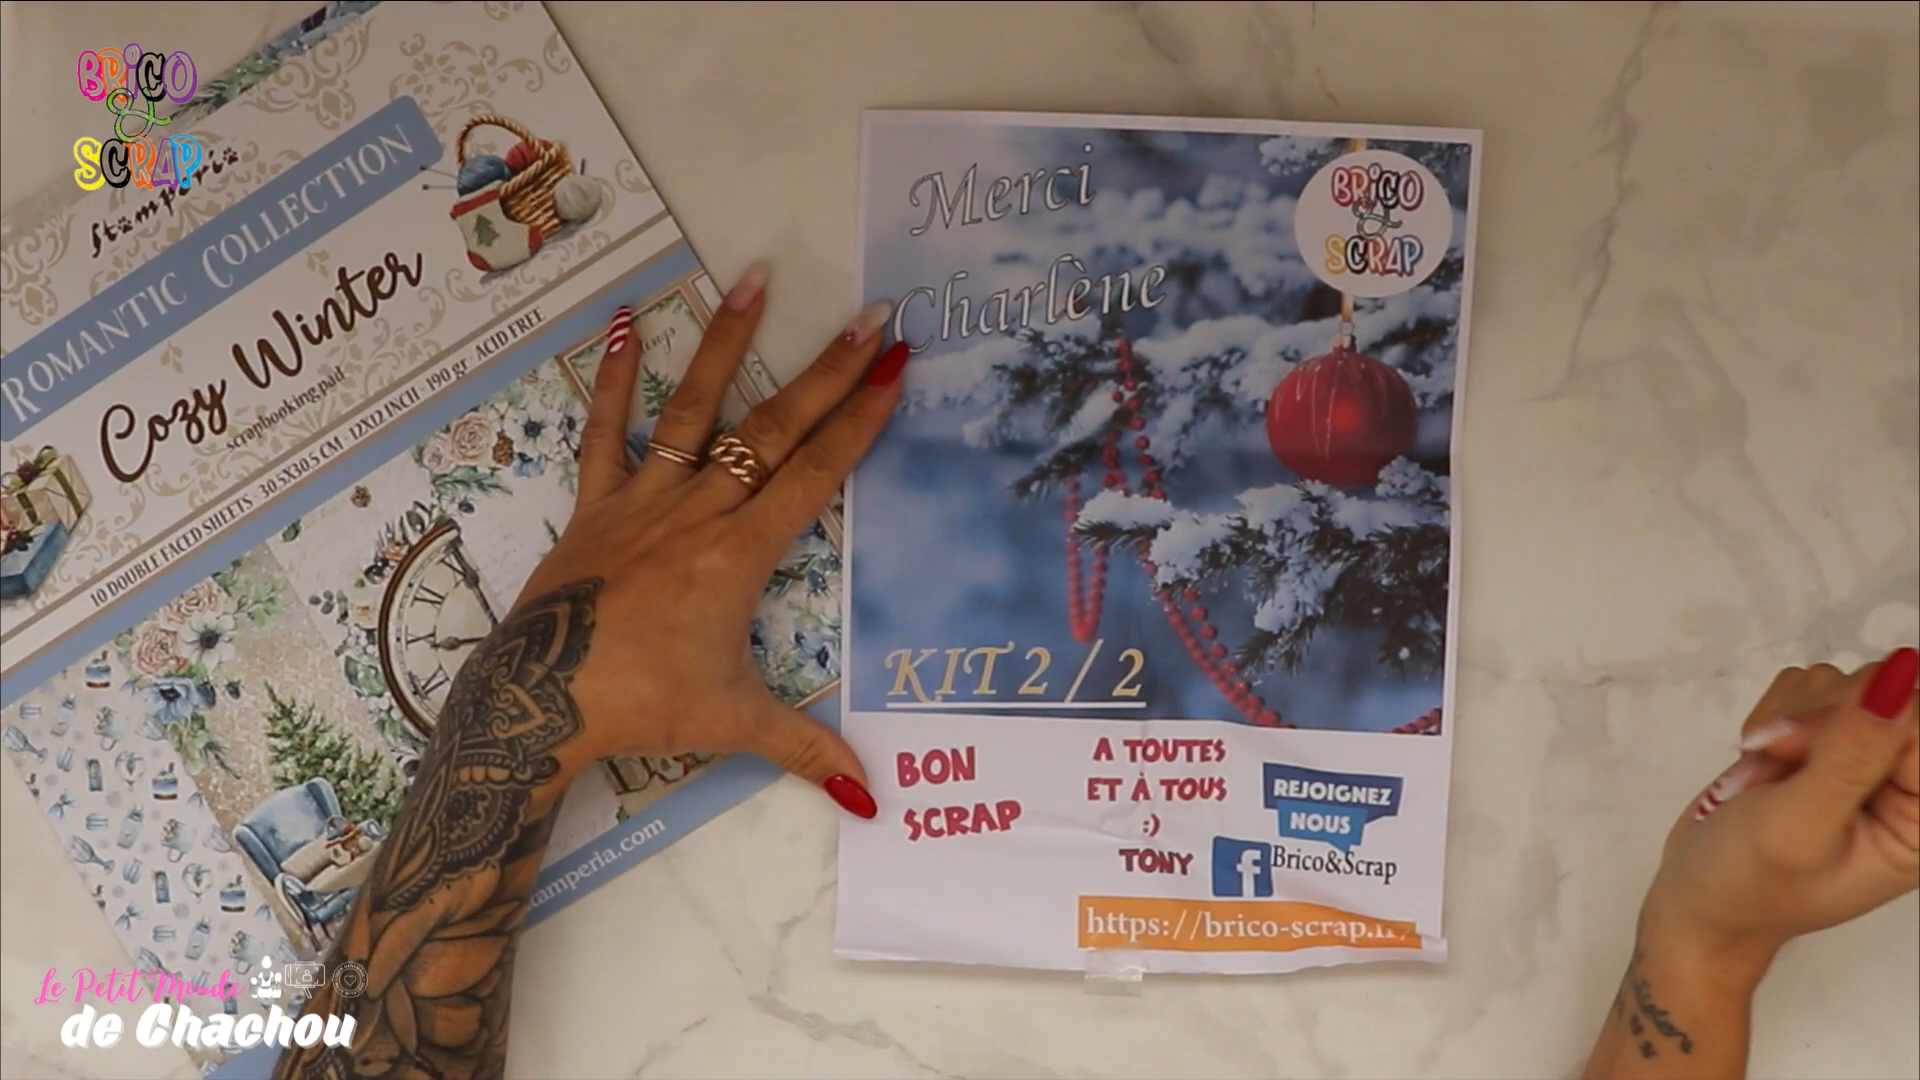 BRICO
&
SCRAP
Stamperia
ROMANTIC COLLECTION
Cozy Winter
scrapbooking pad
10 DOUBLE FACED SHEETS - 30.5X30.5 CM - 12X12 INCH - 190 gr - ACID FREE
stamperia.com
Merci
Charlène
BRICO
&
SCRAP
KIT 2 / 2
BON
SCRAP
A TOUTES
ET À TOUS
:)
TONY
REJOIGNEZ
NOUS
f Brico&Scrap
https://brico-scrap.fr/
Le Petit Monde
de Chachou